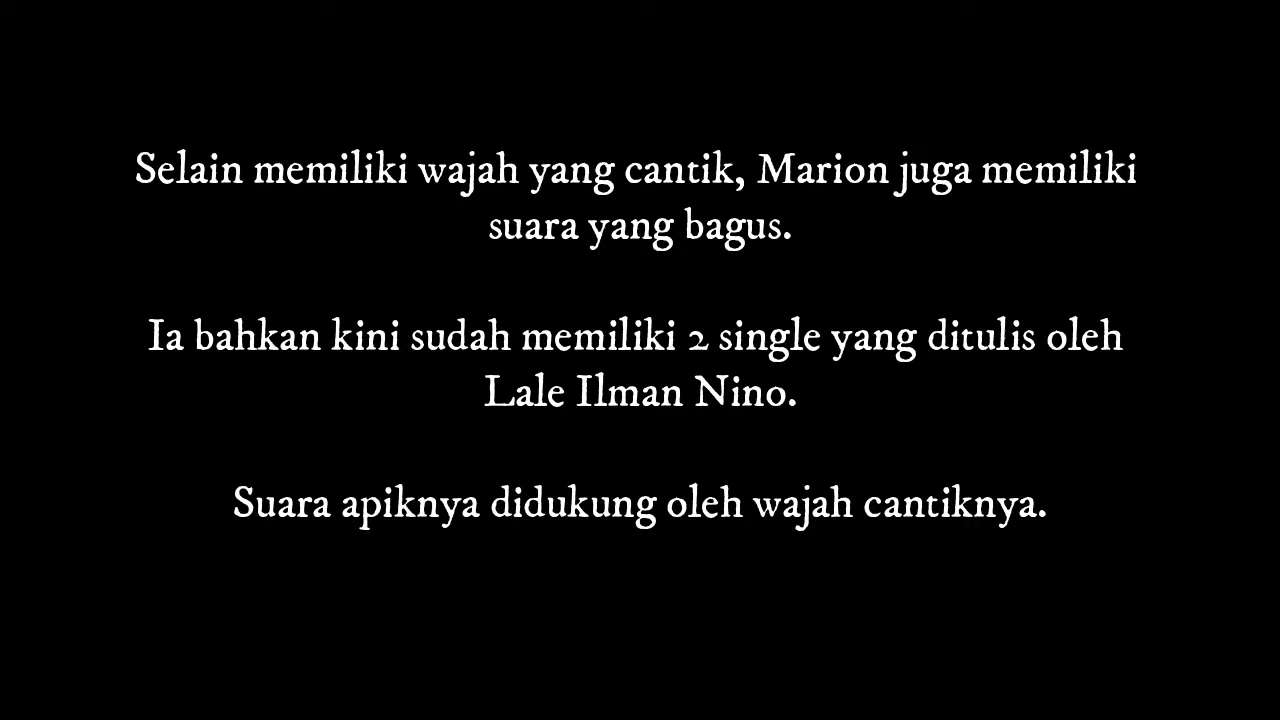 Selain memiliki wajah yang cantik, Marion juga memiliki
suara yang bagus.
Ia bahkan kini sudah memiliki 2 single yang ditulis oleh
Lale Ilman Nino.
Suara apiknya didukung oleh wajah cantiknya.